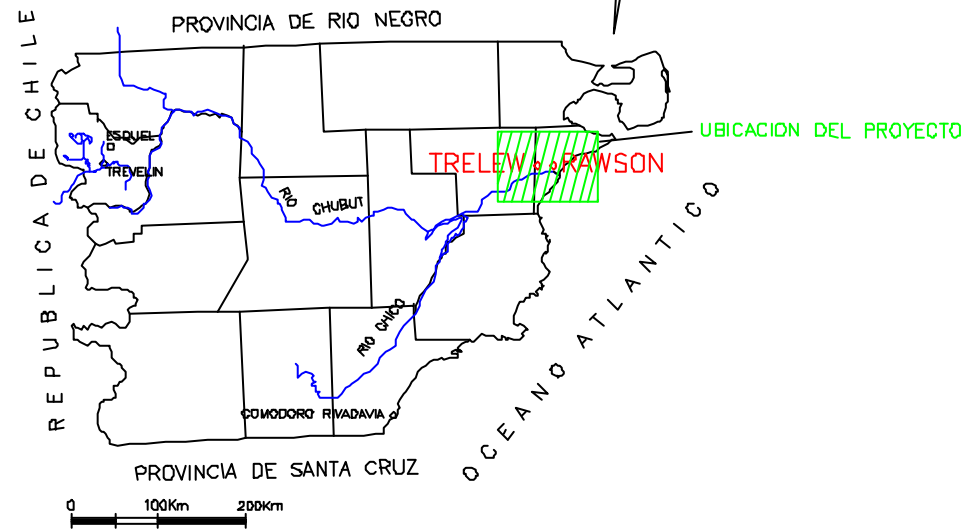 PROVINCIA DE RIO NEGRO
REPUBLICA DE CHILE
ESQUEL
TREVELIN
UBICACION DEL PROYECTO
TRELEW
RAWSON
RIO CHUBUT
RIO CHICO
OCEANO ATLANTICO
COMODORO RIVADAVIA
PROVINCIA DE SANTA CRUZ
0 100Km 200Km